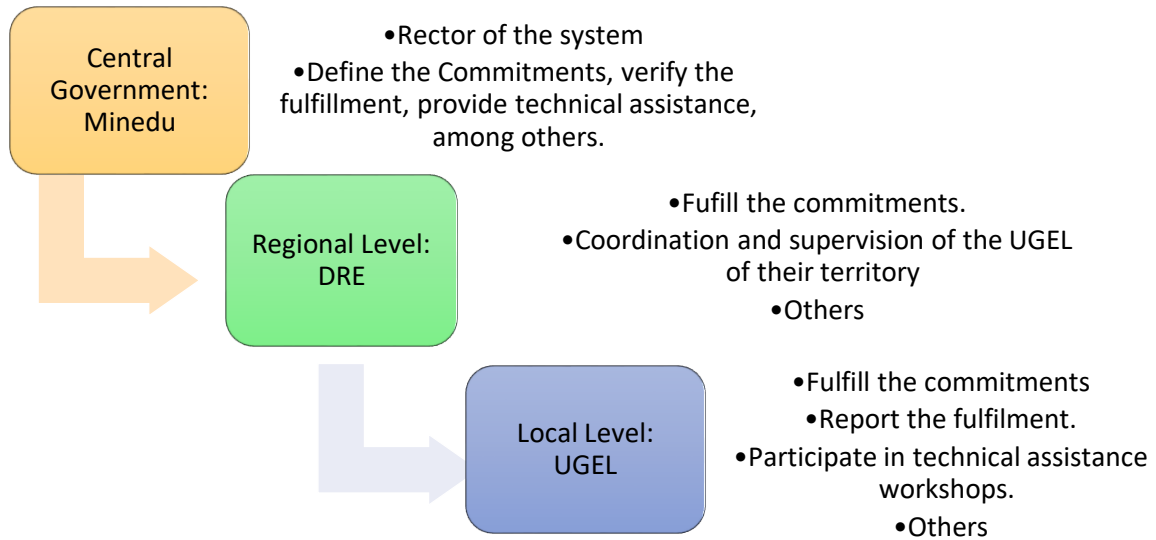 Central
Government:
Minedu
•Rector of the system
•Define the Commitments, verify the
fulfillment, provide technical assistance,
among others.
Regional Level:
DRE
•Fufill the commitments.
•Coordination and supervision of the UGEL
of their territory
•Others
Local Level:
UGEL
•Fulfill the commitments
•Report the fulfilment.
•Participate in technical assistance
workshops.
•Others